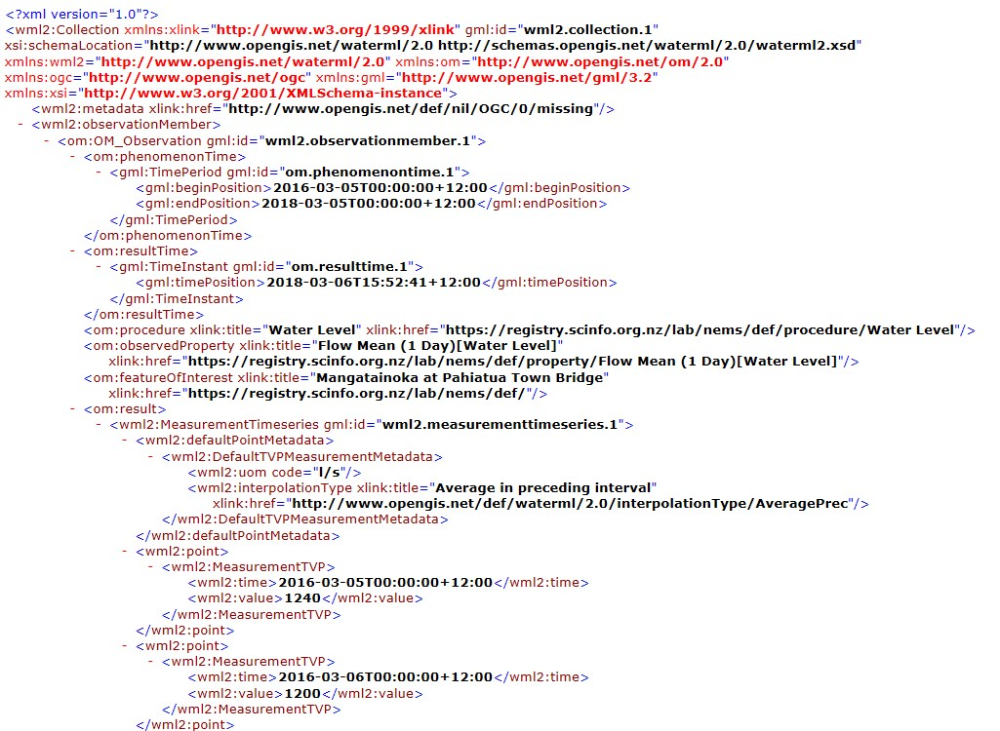 <?xml version="1.0"?>
<wml2:Collection xmlns:xlink="http://www.w3.org/1999/xlink" gml:id="wml2.collection.1"
xsi:schemaLocation="http://www.opengis.net/waterml/2.0 http://schemas.opengis.net/waterml/2.0/waterml2.xsd"
xmlns:wml2="http://www.opengis.net/waterml/2.0" xmlns:om="http://www.opengis.net/om/2.0"
xmlns:ogc="http://www.opengis.net/ogc" xmlns:gml="http://www.opengis.net/gml/3.2"
xmlns:xsi="http://www.w3.org/2001/XMLSchema-instance">
<wml2:metadata xlink:href="http://www.opengis.net/def/nil/OGC/0/missing"/>
- <wml2:observationMember>
- <om:OM_Observation gml:id="wml2.observationmember.1">
- <om:phenomenonTime>
- <gml:TimePeriod gml:id="om.phenomenontime.1">
<gml:beginPosition>2016-03-05T00:00:00+12:00</gml:beginPosition>
<gml:endPosition>2018-03-05T00:00:00+12:00</gml:endPosition>
</gml:TimePeriod>
</om:phenomenonTime>
- <om:resultTime>
- <gml:TimeInstant gml:id="om.resulttime.1">
<gml:timePosition>2018-03-06T15:52:41+12:00</gml:timePosition>
</gml:TimeInstant>
</om:resultTime>
<om:procedure xlink:title="Water Level" xlink:href="https://registry.scinfo.org.nz/lab/nems/def/procedure/Water Level"/>
<om:observedProperty xlink:title="Flow Mean (1 Day)[Water Level]"
xlink:href="https://registry.scinfo.org.nz/lab/nems/def/property/Flow Mean (1 Day)[Water Level]"/>
<om:featureOfInterest xlink:title="Mangatainoka at Pahiatua Town Bridge"
xlink:href="https://registry.scinfo.org.nz/lab/nems/def/"/>
- <om:result>
- <wml2:MeasurementTimeseries gml:id="wml2.measurementtimeseries.1">
- <wml2:defaultPointMetadata>
- <wml2:DefaultTVPMeasurementMetadata>
<wml2:uom code="l/s"/>
<wml2:interpolationType xlink:title="Average in preceding interval"
xlink:href="http://www.opengis.net/def/waterml/2.0/interpolationType/AveragePrec"/>
</wml2:DefaultTVPMeasurementMetadata>
</wml2:defaultPointMetadata>
- <wml2:point>
- <wml2:MeasurementTVP>
<wml2:time>2016-03-05T00:00:00+12:00</wml2:time>
<wml2:value>1240</wml2:value>
</wml2:MeasurementTVP>
</wml2:point>
- <wml2:point>
- <wml2:MeasurementTVP>
<wml2:time>2016-03-06T00:00:00+12:00</wml2:time>
<wml2:value>1200</wml2:value>
</wml2:MeasurementTVP>
</wml2:point>